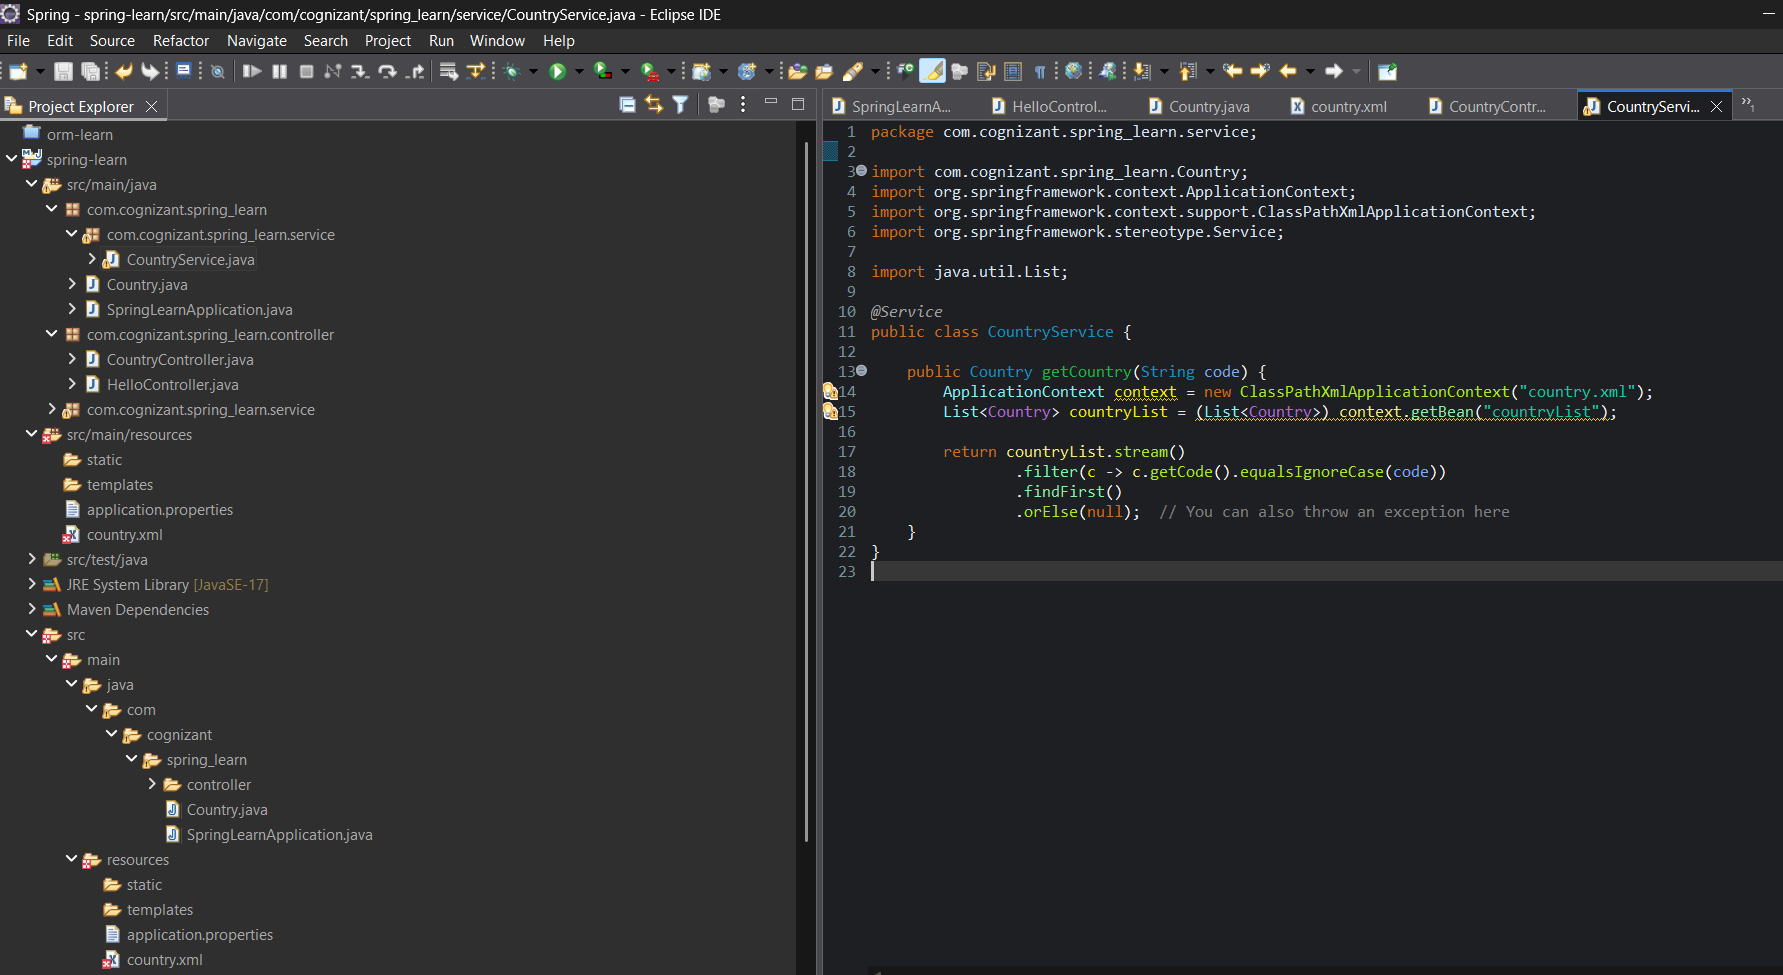 Spring - spring-learn/src/main/java/com/cognizant/spring_learn/service/CountryService.java - Eclipse IDE
File Edit Source Refactor Navigate Search Project Run Window Help
Project Explorer
orm-learn
spring-learn
src/main/java
com.cognizant.spring_learn
com.cognizant.spring_learn.service
CountryService.java
Country.java
SpringLearnApplication.java
com.cognizant.spring_learn.controller
CountryController.java
HelloController.java
com.cognizant.spring_learn.service
src/main/resources
static
templates
application.properties
country.xml
src/test/java
JRE System Library [JavaSE-17]
Maven Dependencies
src
main
java
com
cognizant
spring_learn
controller
Country.java
SpringLearnApplication.java
resources
static
templates
application.properties
country.xml
SpringLearnA... HelloControl... Country.java country.xml CountryContr... CountryServi... 1
1 package com.cognizant.spring_learn.service;
2
3 import com.cognizant.spring_learn.Country;
4 import org.springframework.context.ApplicationContext;
5 import org.springframework.context.support.ClassPathXmlApplicationContext;
6 import org.springframework.stereotype.Service;
7
8 import java.util.List;
9
10 @Service
11 public class CountryService {
12
13     public Country getCountry(String code) {
14         ApplicationContext context = new ClassPathXmlApplicationContext("country.xml");
15         List<Country> countryList = (List<Country>) context.getBean("countryList");
16
17         return countryList.stream()
18                 .filter(c -> c.getCode().equalsIgnoreCase(code))
19                 .findFirst()
20                 .orElse(null);  // You can also throw an exception here
21     }
22 }
23